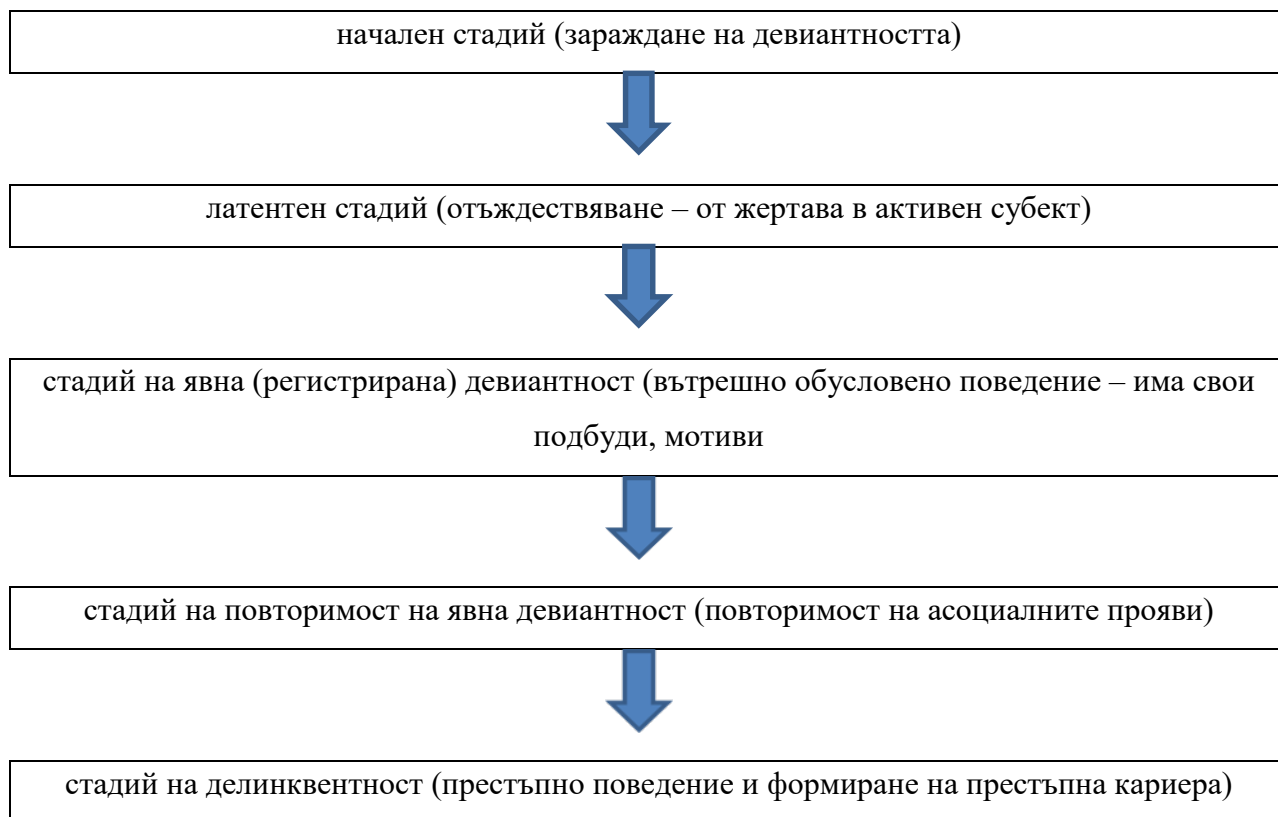 начален стадий (зараждане на девиантността)
латентен стадий (отъждествяване – от жертава в активен субект)
стадий на явна (регистрирана) девиантност (вътрешно обусловено поведение – има свои
подбуди, мотиви
стадий на повторимост на явна девиантност (повторимост на асоциалните прояви)
стадий на делинквентност (престъпно поведение и формиране на престъпна кариера)